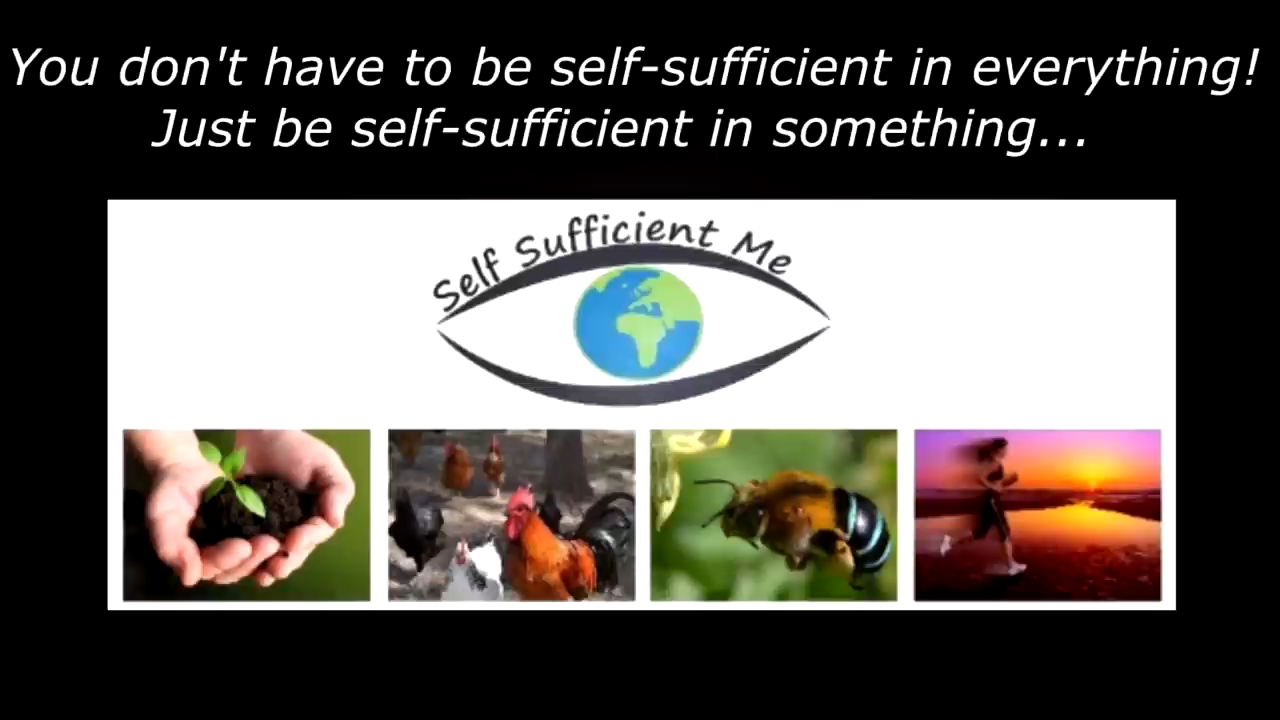 You don't have to be self-sufficient in everything!
Just be self-sufficient in something...
Self Sufficient Me